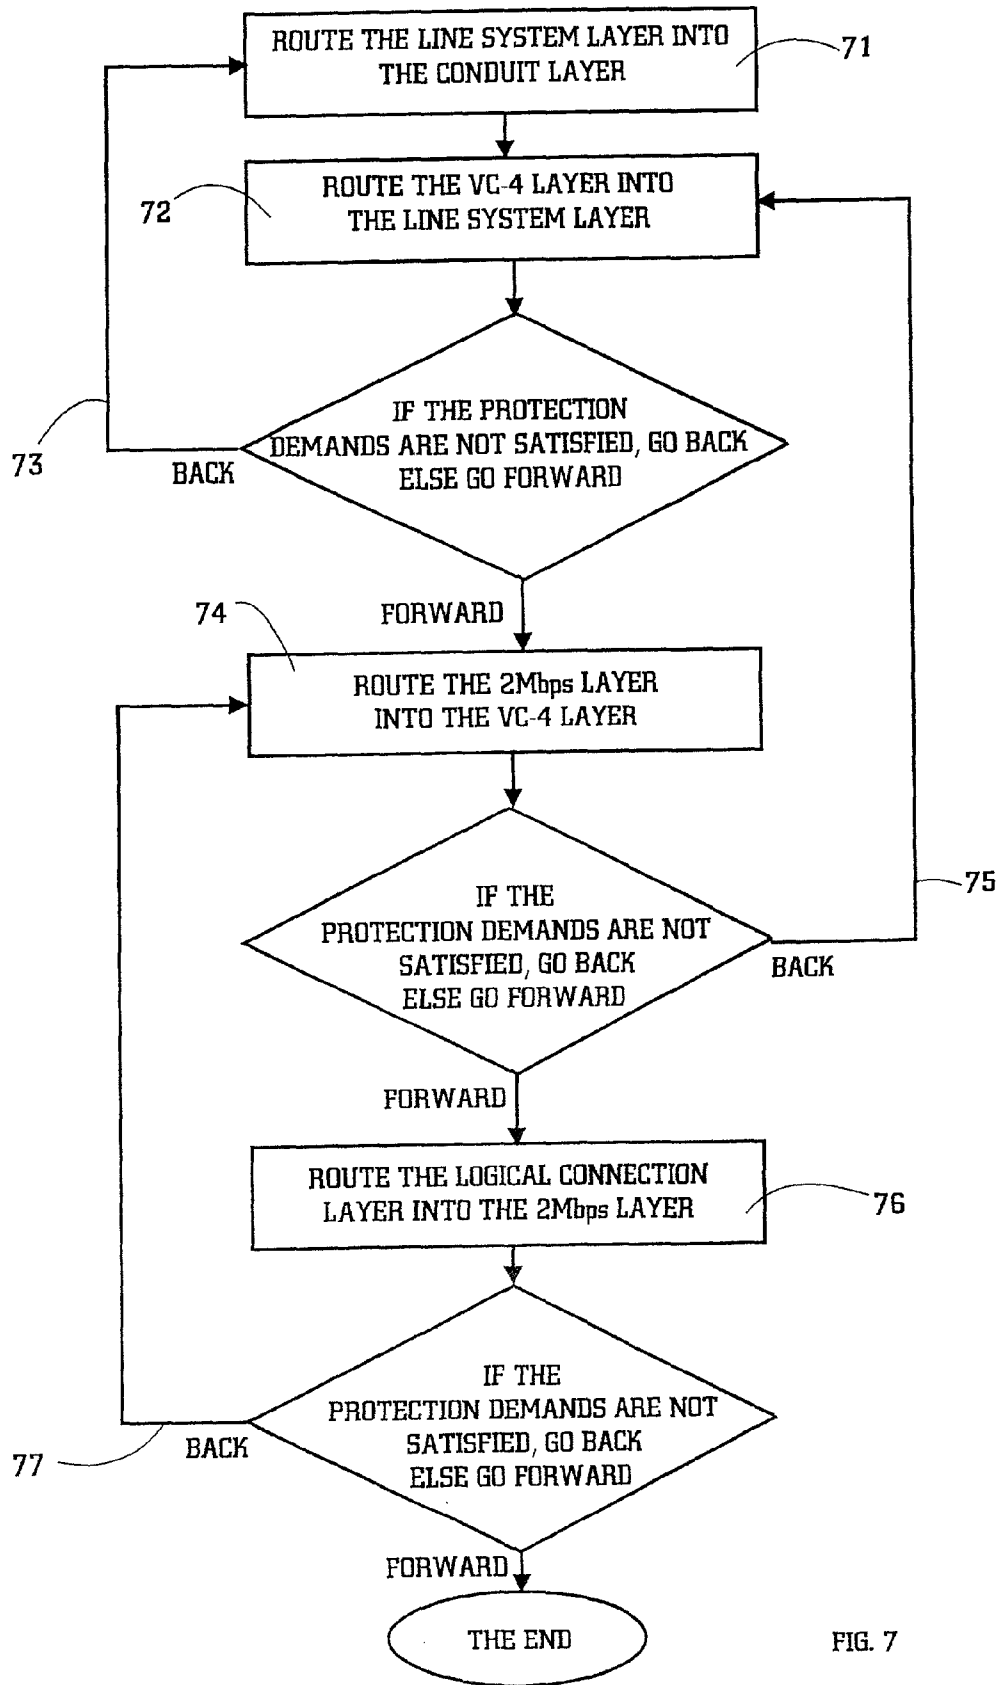 ROUTE THE LINE SYSTEM LAYER INTO
THE CONDUIT LAYER
71
ROUTE THE VC-4 LAYER INTO
THE LINE SYSTEM LAYER
72
IF THE PROTECTION
DEMANDS ARE NOT SATISFIED, GO BACK
ELSE GO FORWARD
73
BACK
FORWARD
74
ROUTE THE 2Mbps LAYER
INTO THE VC-4 LAYER
IF THE
PROTECTION DEMANDS ARE NOT
SATISFIED, GO BACK
ELSE GO FORWARD
75
BACK
FORWARD
ROUTE THE LOGICAL CONNECTION
LAYER INTO THE 2Mbps LAYER
76
IF THE
PROTECTION DEMANDS ARE NOT
SATISFIED, GO BACK
ELSE GO FORWARD
77
BACK
FORWARD
THE END
FIG. 7